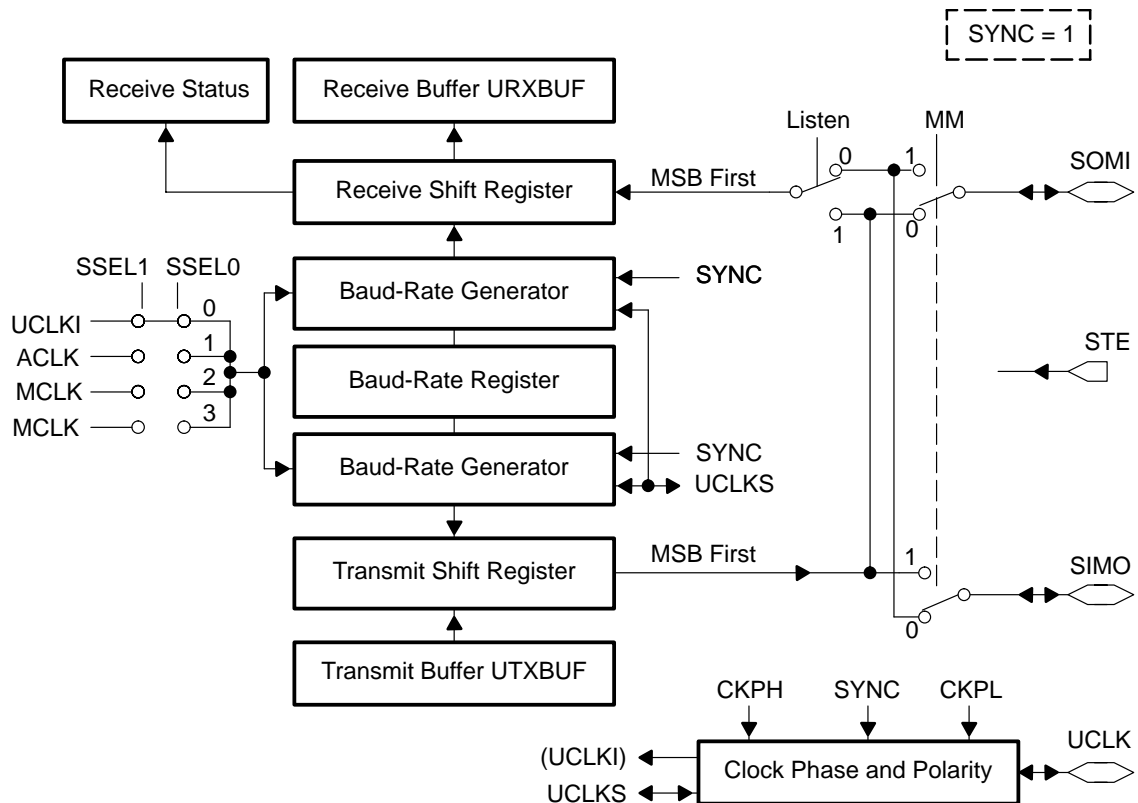 SYNC = 1
Receive Status
Receive Buffer URXBUF
Listen
MM
0
1
SOMI
Receive Shift Register
MSB First
1
0
SSEL1
SSEL0
Baud-Rate Generator
SYNC
0
UCLKI
1
ACLK
STE
2
MCLK
Baud-Rate Register
3
MCLK
Baud-Rate Generator
SYNC
UCLKS
MSB First
1
Transmit Shift Register
SIMO
0
Transmit Buffer UTXBUF
CKPH
SYNC
CKPL
UCLK
(UCLKI)
Clock Phase and Polarity
UCLKS